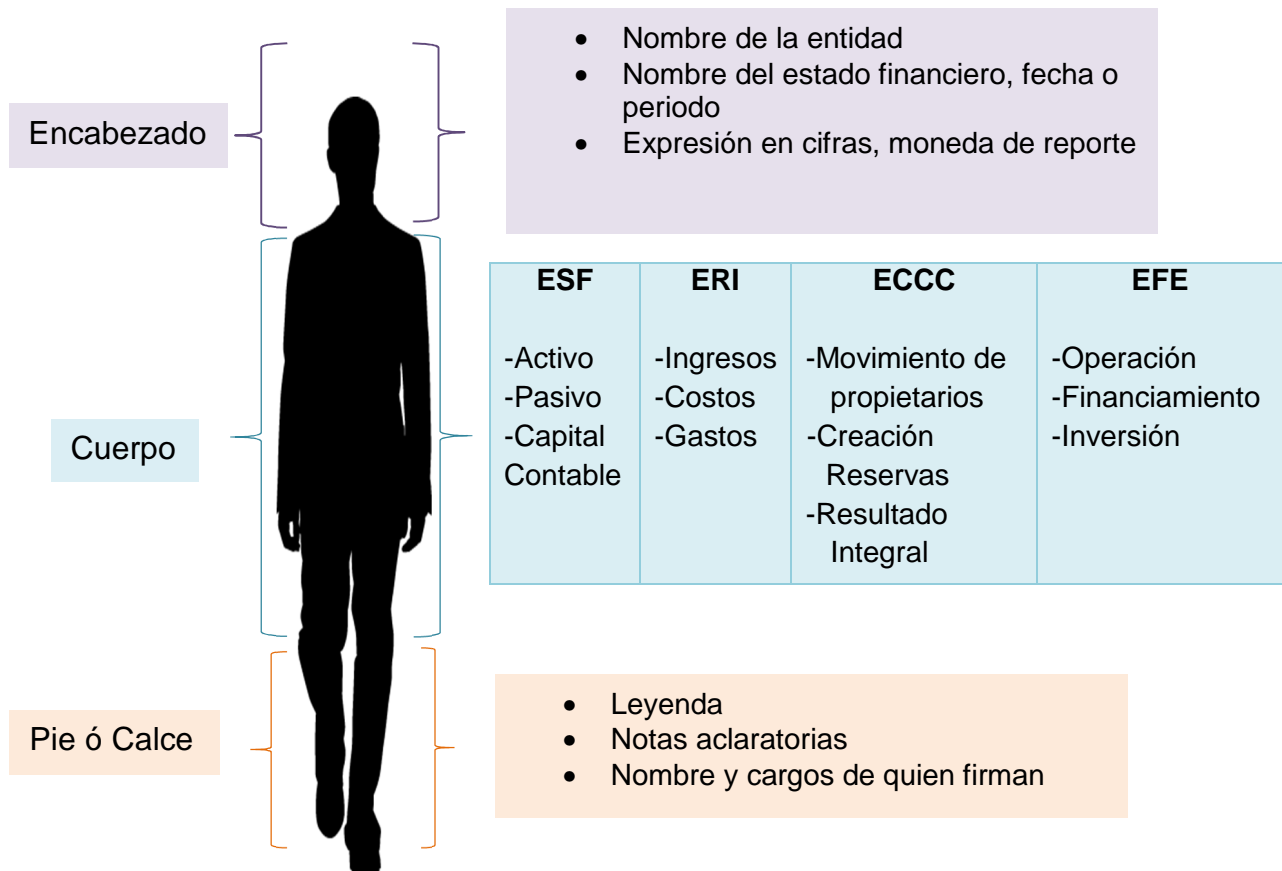 Encabezado
• Nombre de la entidad
• Nombre del estado financiero, fecha o
periodo
• Expresión en cifras, moneda de reporte
Cuerpo
ESF
-Activo
-Pasivo
-Capital
Contable
ERI
-Ingresos
-Costos
-Gastos
ECCC
-Movimiento de
propietarios
-Creación
Reservas
-Resultado
Integral
EFE
-Operación
-Financiamiento
-Inversión
Pie ó Calce
• Leyenda
• Notas aclaratorias
• Nombre y cargos de quien firman